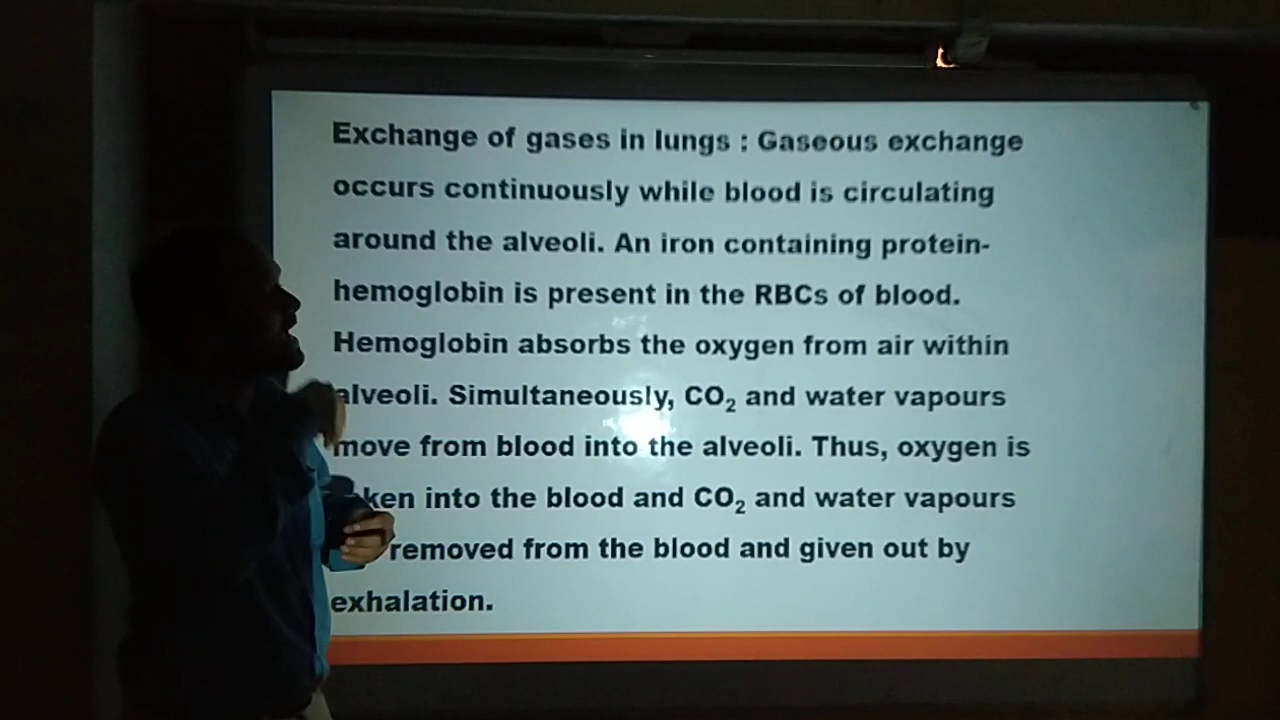 Exchange of gases in lungs : Gaseous exchange
occurs continuously while blood is circulating
around the alveoli. An iron containing protein-
hemoglobin is present in the RBCs of blood.
Hemoglobin absorbs the oxygen from air within
alveoli. Simultaneously, CO₂ and water vapours
move from blood into the alveoli. Thus, oxygen is
ken into the blood and CO₂ and water vapours
removed from the blood and given out by
exhalation.